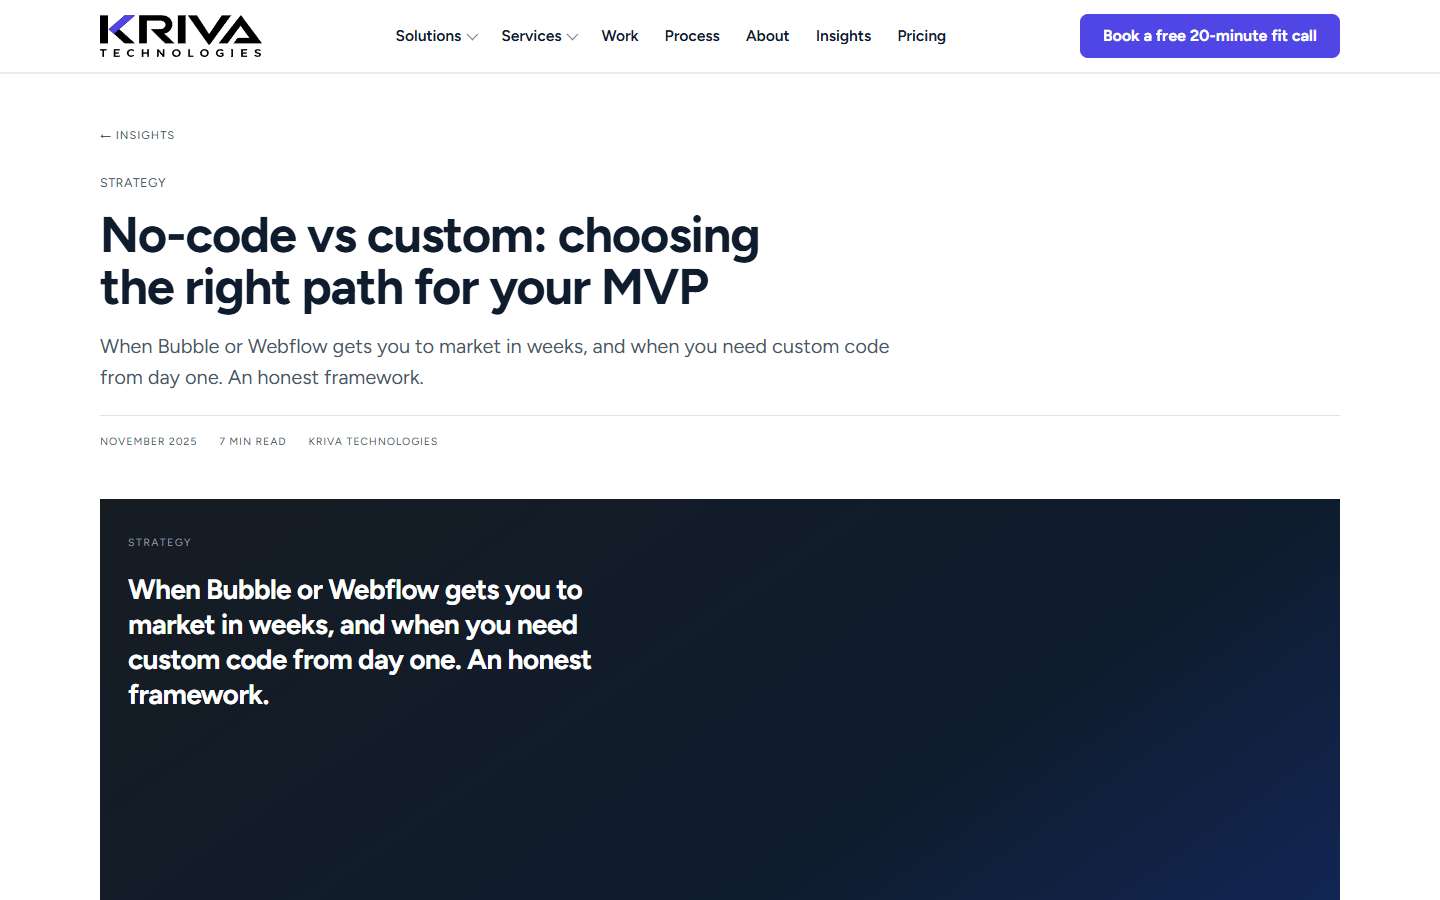 KRIVA
TECHNOLOGIES
Solutions Services Work Process About Insights Pricing
Book a free 20-minute fit call
← INSIGHTS
STRATEGY
No-code vs custom: choosing
the right path for your MVP
When Bubble or Webflow gets you to market in weeks, and when you need custom code
from day one. An honest framework.
NOVEMBER 2025 7 MIN READ KRIVA TECHNOLOGIES
STRATEGY
When Bubble or Webflow gets you to
market in weeks, and when you need
custom code from day one. An honest
framework.